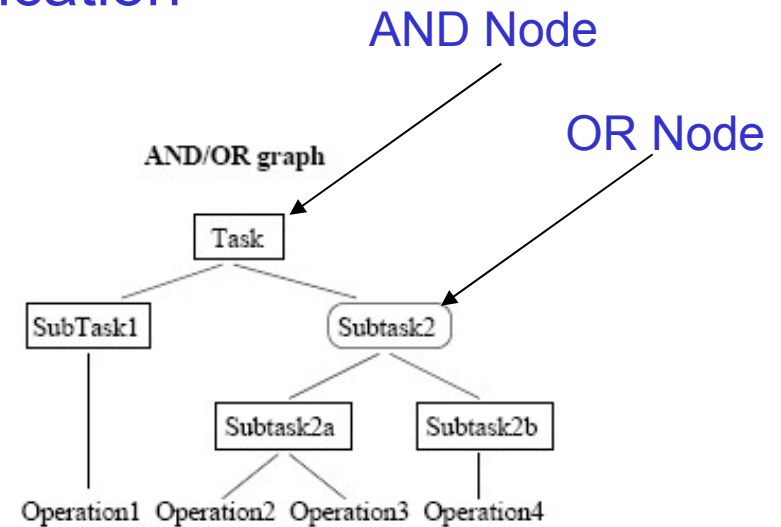 AND Node
OR Node
AND/OR graph
Task
SubTask1 Subtask2
Subtask2a Subtask2b
Operation1 Operation2 Operation3 Operation4